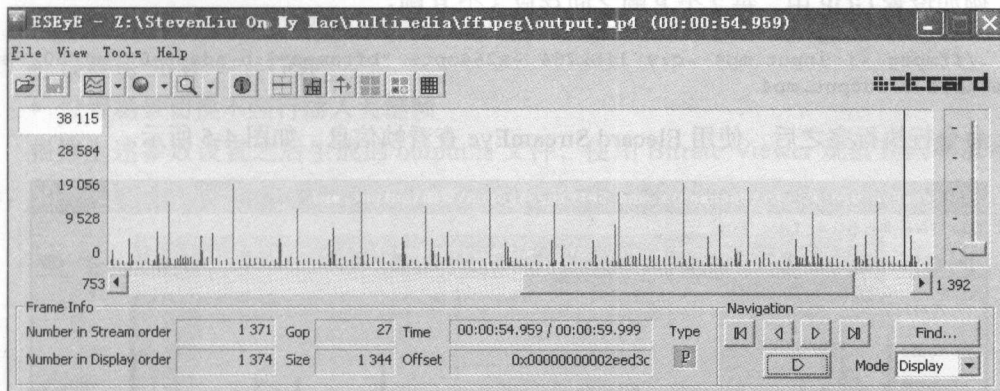 ESEyE - Z:\StevenLiu On My Mac\multimedia\ffmpeg\output.mp4 (00:00:54.959)
File View Tools Help
elecard
38 115
28 584
19 056
9 528
0
753
1 392
Frame Info
Number in Stream order 1 371 Gop 27 Time 00:00:54.959 / 00:00:59.999 Type
Number in Display order 1 374 Size 1 344 Offset 0x00000000002eed3c P
Navigation
Find...
Mode Display